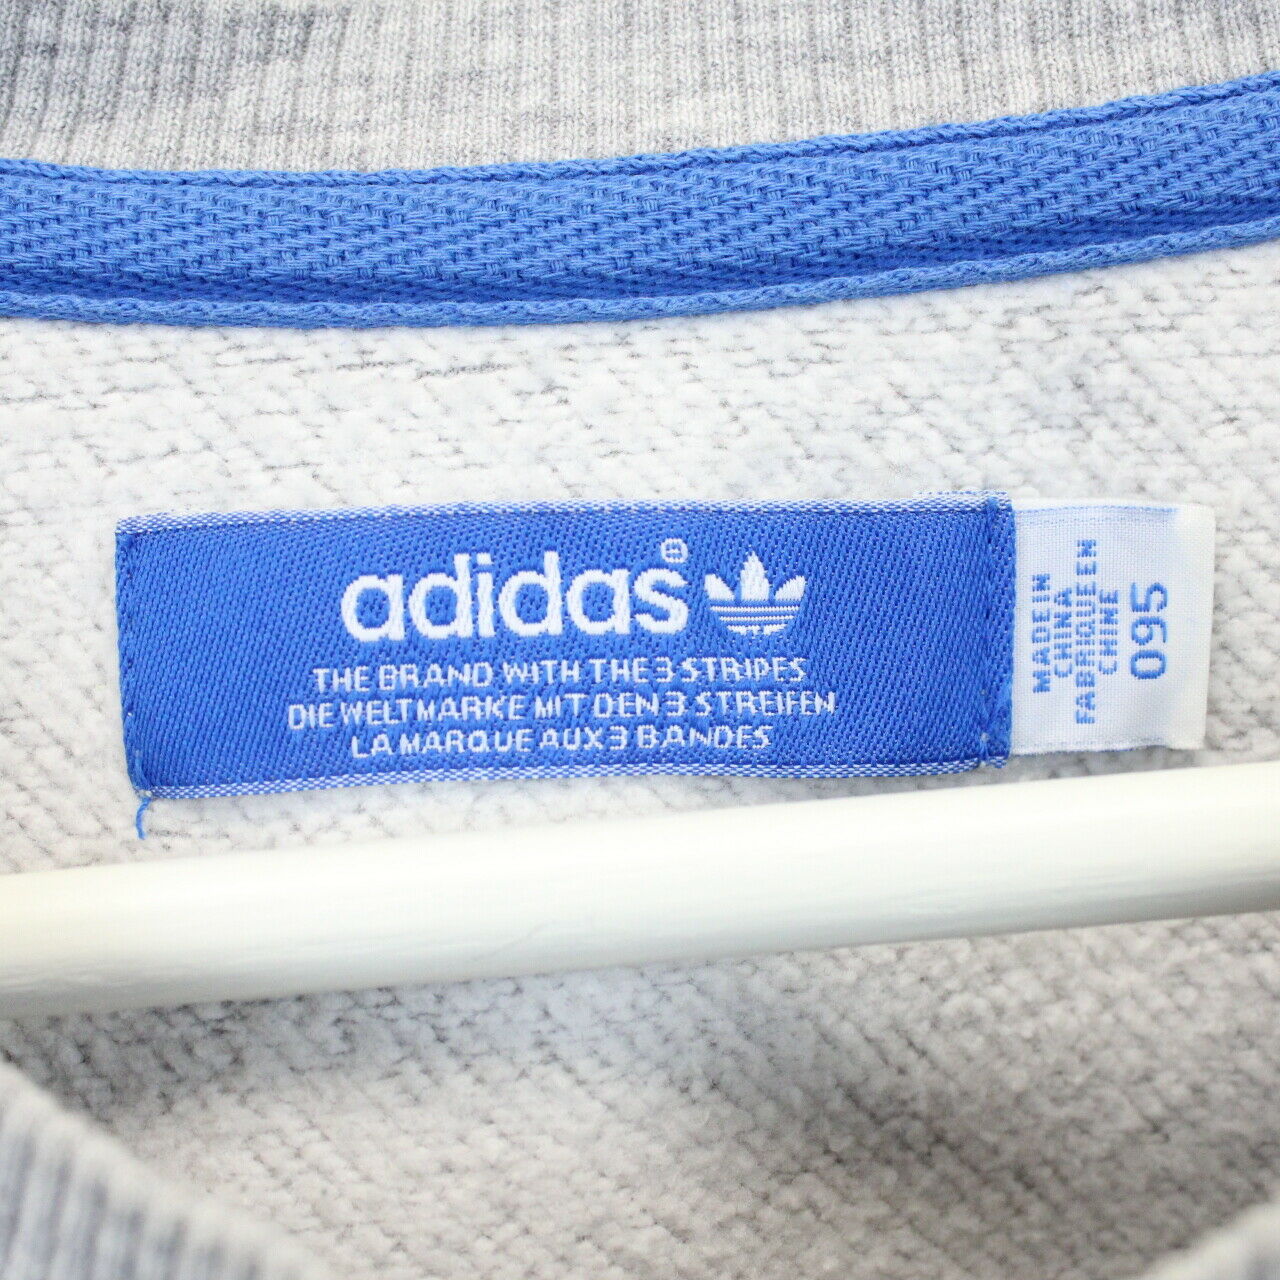 adidas®
THE BRAND WITH THE 3 STRIPES
DIE WELTMARKE MIT DEN 3 STREIFEN
LA MARQUE AUX 3 BANDES
MADE IN
CHINA
FABRIQUE EN
CHINE
095